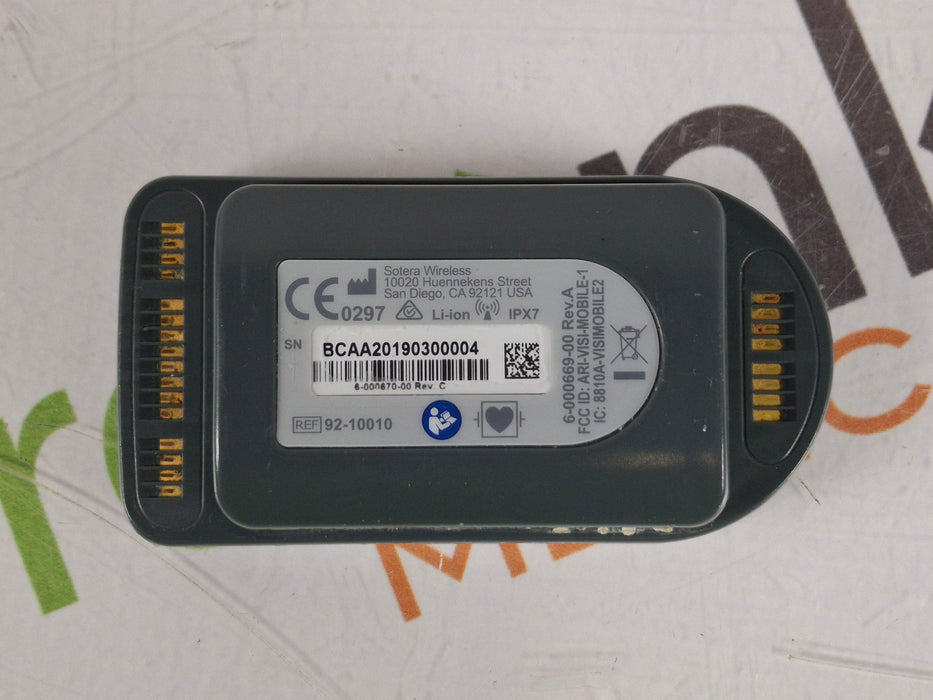 Sotera Wireless
10020 Huennekens Street
San Diego, CA 92121 USA
CE 0297
Li-ion
IPX7
SN
BCAA20190300004
6-000670-00 Rev. C
REF 92-10010
6-000669-00 Rev.A
FCC ID: ARI-VISI-MOBILE-1
IC: 8810A-VISIMOBILE2